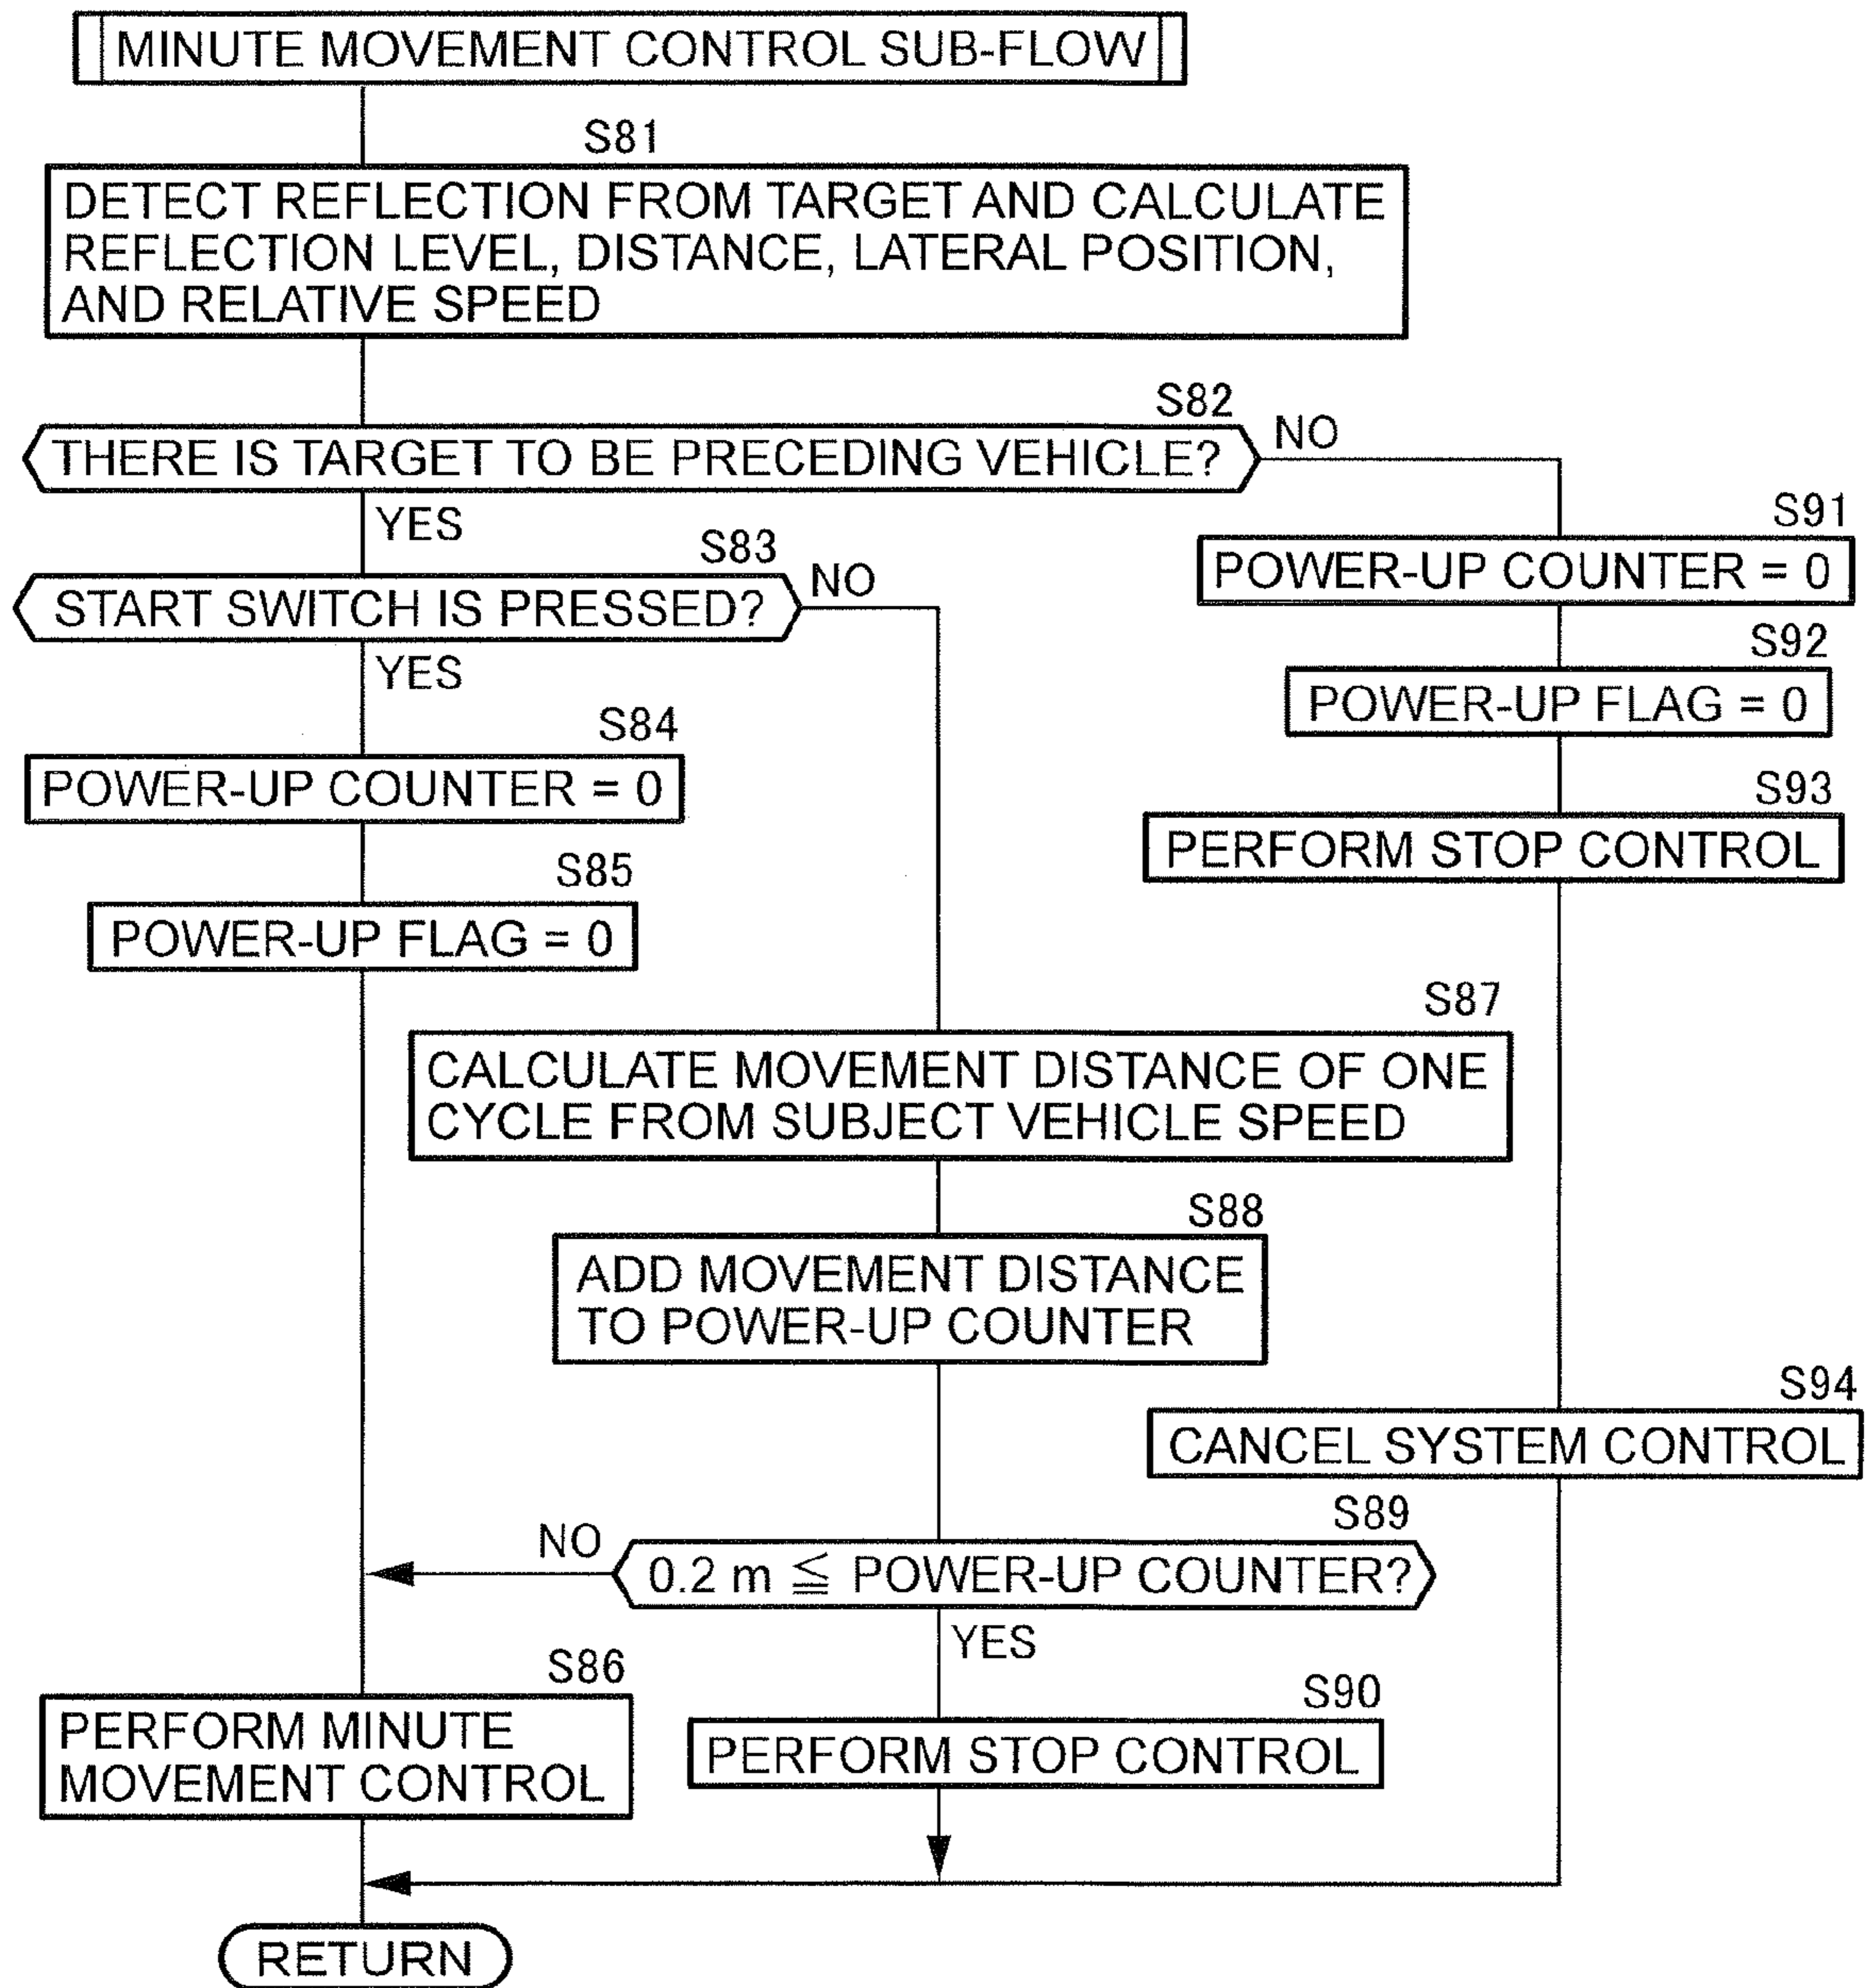 MINUTE MOVEMENT CONTROL SUB-FLOW
S81
DETECT REFLECTION FROM TARGET AND CALCULATE
REFLECTION LEVEL, DISTANCE, LATERAL POSITION,
AND RELATIVE SPEED
S82
THERE IS TARGET TO BE PRECEDING VEHICLE?
NO
YES
S83
START SWITCH IS PRESSED?
NO
YES
S84
POWER-UP COUNTER = 0
S85
POWER-UP FLAG = 0
S91
POWER-UP COUNTER = 0
S92
POWER-UP FLAG = 0
S93
PERFORM STOP CONTROL
S87
CALCULATE MOVEMENT DISTANCE OF ONE
CYCLE FROM SUBJECT VEHICLE SPEED
S88
ADD MOVEMENT DISTANCE
TO POWER-UP COUNTER
S94
CANCEL SYSTEM CONTROL
S89
NO
0.2 m ≦ POWER-UP COUNTER?
YES
S86
PERFORM MINUTE
MOVEMENT CONTROL
S90
PERFORM STOP CONTROL
RETURN